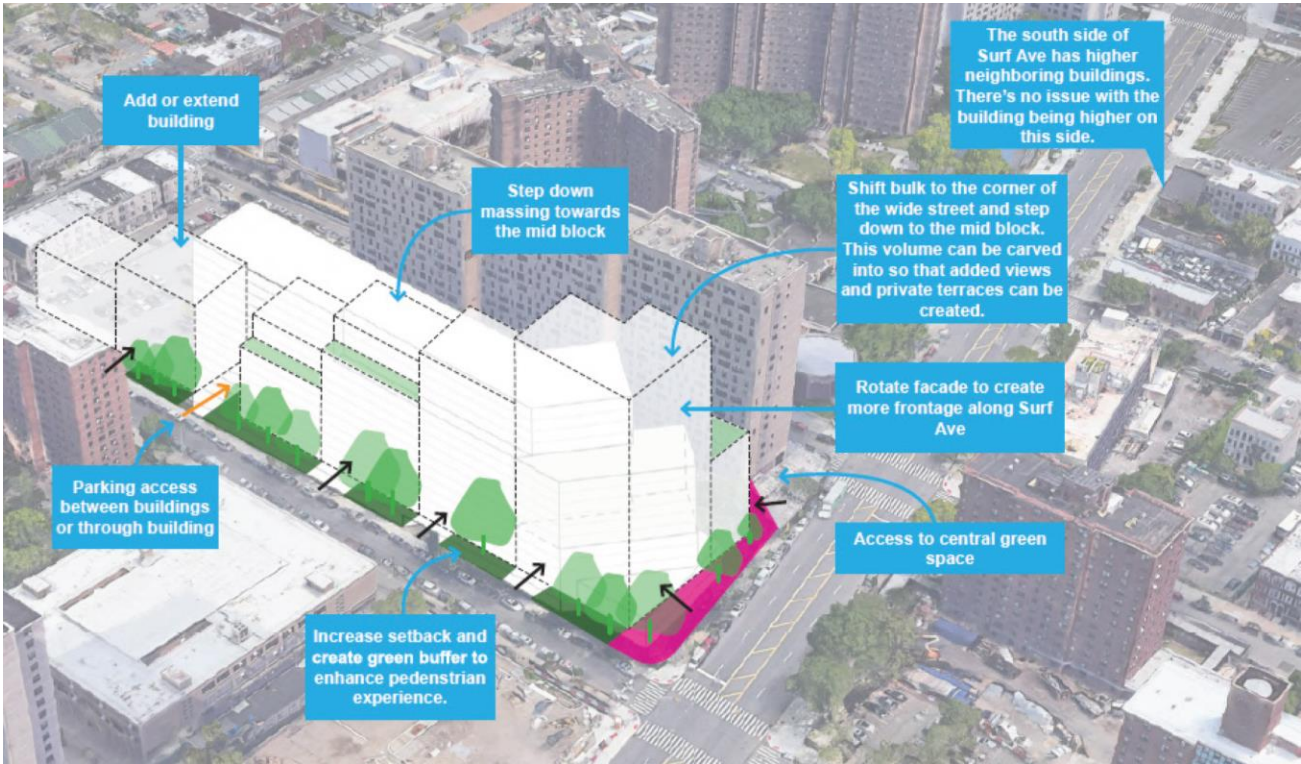 Add or extend
building
Step down
massing towards
the mid block
The south side of
Surf Ave has higher
neighboring buildings.
There's no issue with the
building being higher on
this side.
Shift bulk to the corner of
the wide street and step
down to the mid block.
This volume can be carved
into so that added views
and private terraces can be
created.
Rotate facade to create
more frontage along Surf
Ave
Parking access
between buildings
or through building
Access to central green
space
Increase setback and
create green buffer to
enhance pedenstrian
experience.